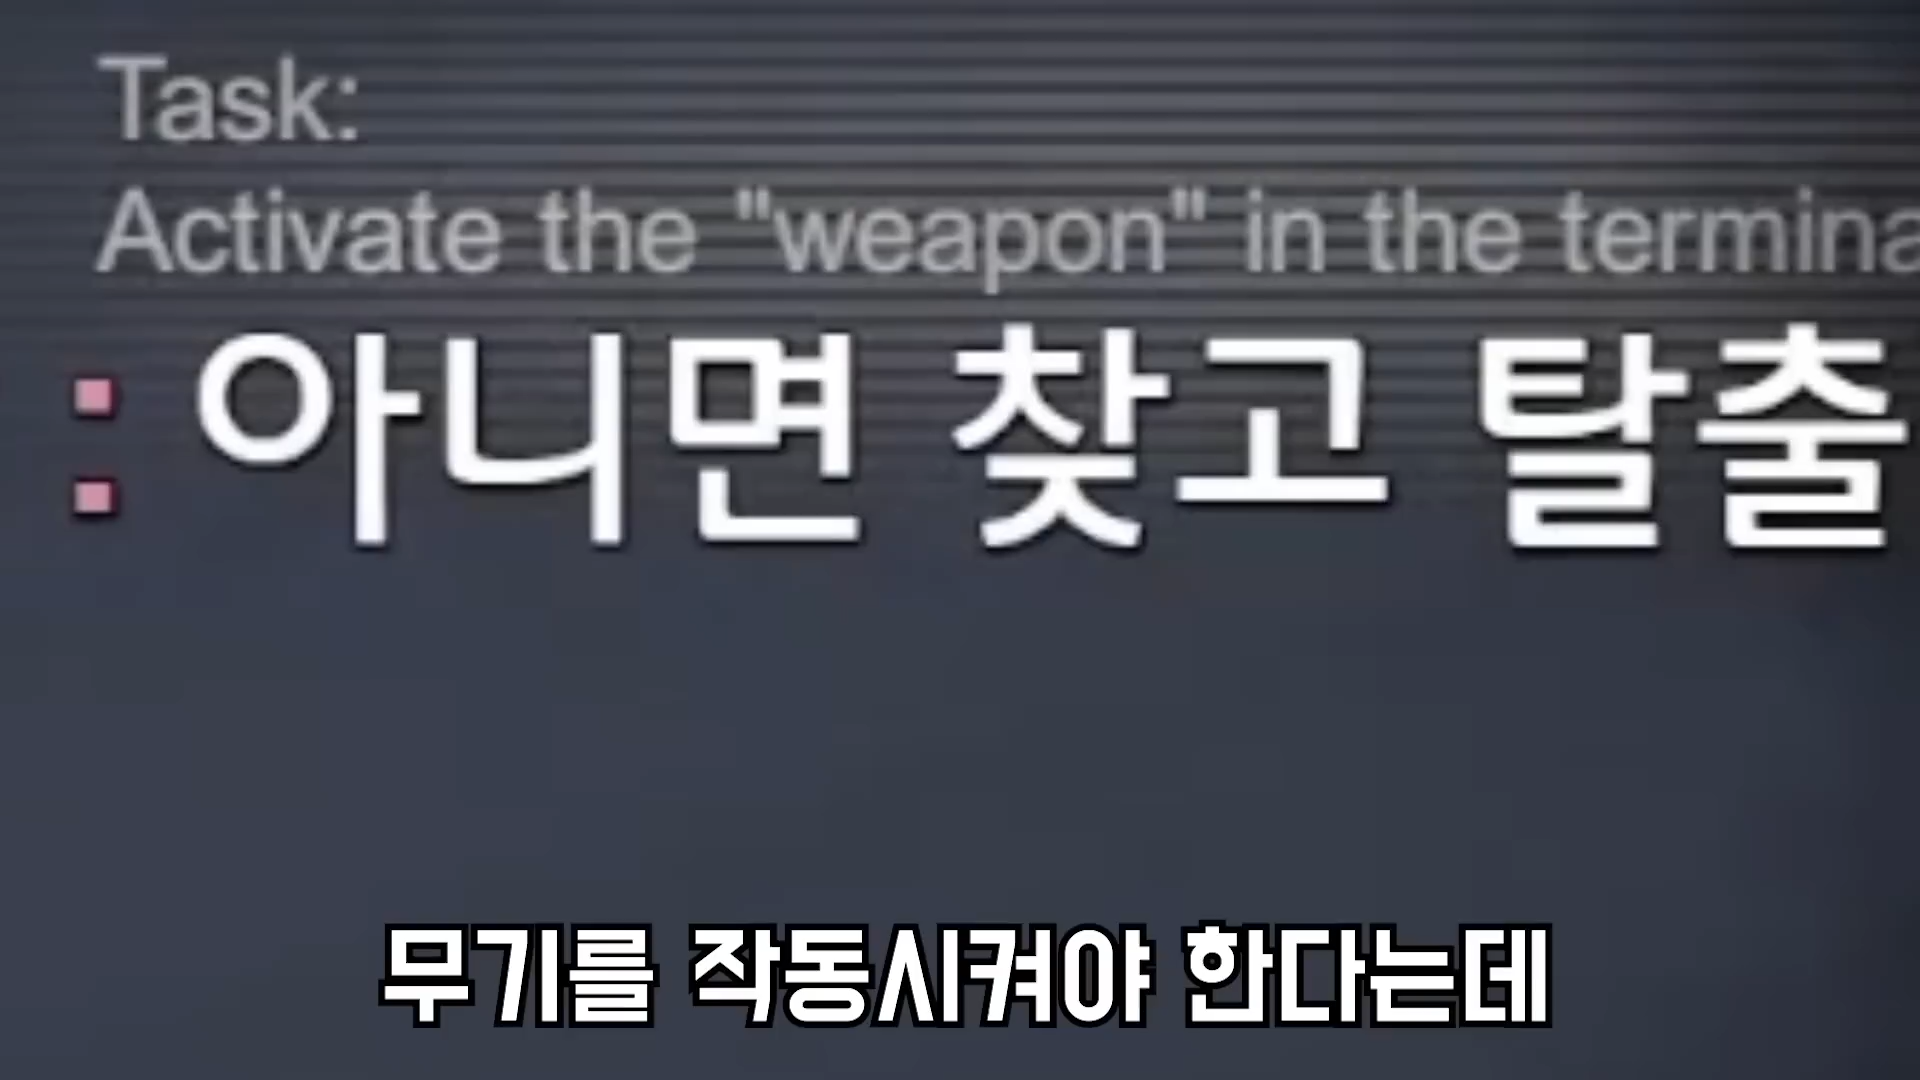 Task:
Activate the "weapon" in the termina
: 아니면 찾고 탈출
무기를 작동시켜야 한다는데